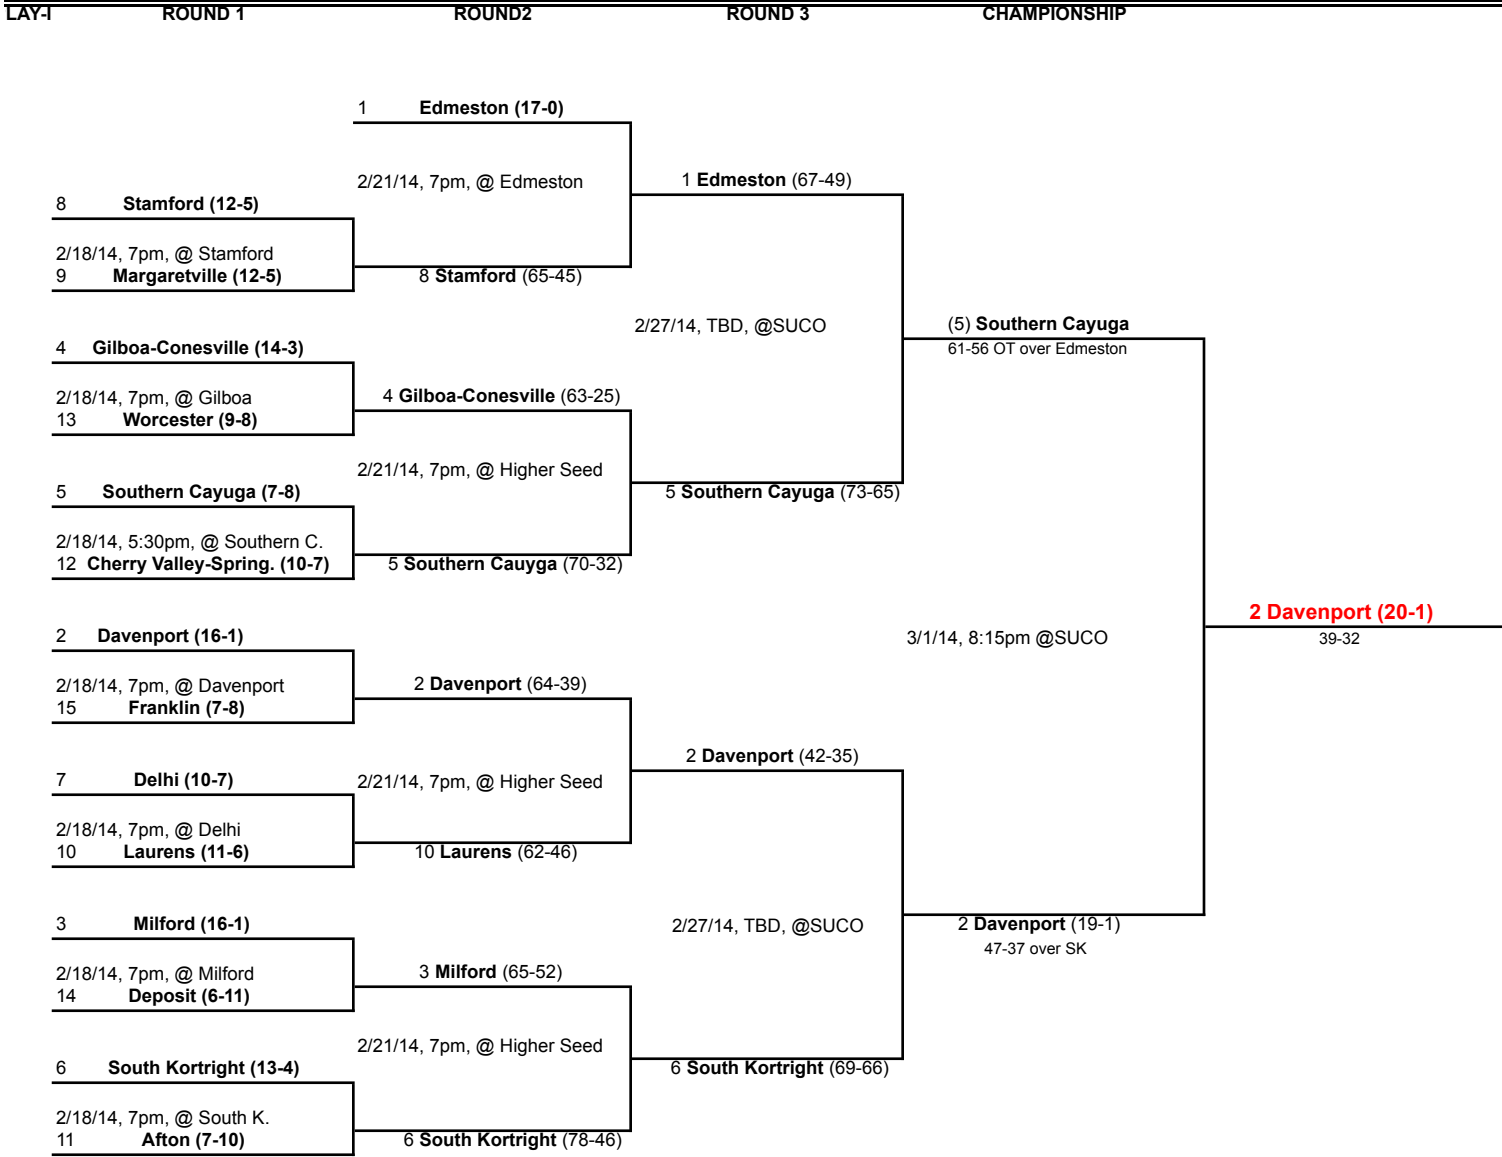 LAY-I ROUND 1 ROUND2 ROUND 3 CHAMPIONSHIP
1 Edmeston (17-0)
2/21/14, 7pm, @ Edmeston
1 Edmeston (67-49)
8 Stamford (12-5)
2/18/14, 7pm, @ Stamford
9 Margaretville (12-5)
8 Stamford (65-45)
2/27/14, TBD, @SUCO
(5) Southern Cayuga
61-56 OT over Edmeston
4 Gilboa-Conesville (14-3)
2/18/14, 7pm, @ Gilboa
13 Worcester (9-8)
4 Gilboa-Conesville (63-25)
2/21/14, 7pm, @ Higher Seed
5 Southern Cayuga (73-65)
5 Southern Cayuga (7-8)
2/18/14, 5:30pm, @ Southern C.
12 Cherry Valley-Spring. (10-7)
5 Southern Cauyga (70-32)
2 Davenport (20-1)
39-32
3/1/14, 8:15pm @SUCO
2 Davenport (16-1)
2/18/14, 7pm, @ Davenport
15 Franklin (7-8)
2 Davenport (64-39)
2 Davenport (42-35)
7 Delhi (10-7)
2/21/14, 7pm, @ Higher Seed
2/18/14, 7pm, @ Delhi
10 Laurens (11-6)
10 Laurens (62-46)
2/27/14, TBD, @SUCO
2 Davenport (19-1)
47-37 over SK
3 Milford (16-1)
2/18/14, 7pm, @ Milford
14 Deposit (6-11)
3 Milford (65-52)
2/21/14, 7pm, @ Higher Seed
6 South Kortright (69-66)
6 South Kortright (13-4)
2/18/14, 7pm, @ South K.
11 Afton (7-10)
6 South Kortright (78-46)